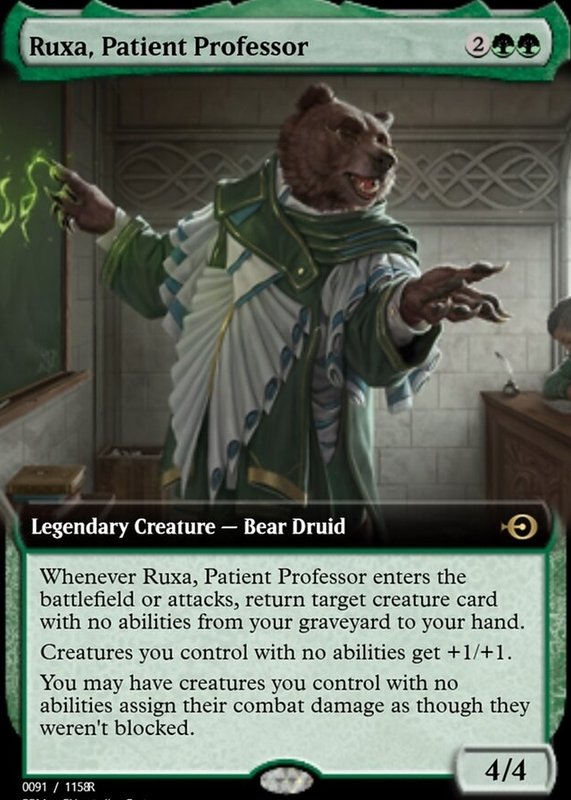 Ruxa, Patient Professor 2
Legendary Creature — Bear Druid
Whenever Ruxa, Patient Professor enters the
battlefield or attacks, return target creature card
with no abilities from your graveyard to your hand.
Creatures you control with no abilities get +1/+1.
You may have creatures you control with no
abilities assign their combat damage as though they
weren't blocked.
4/4
0091 / 1158R